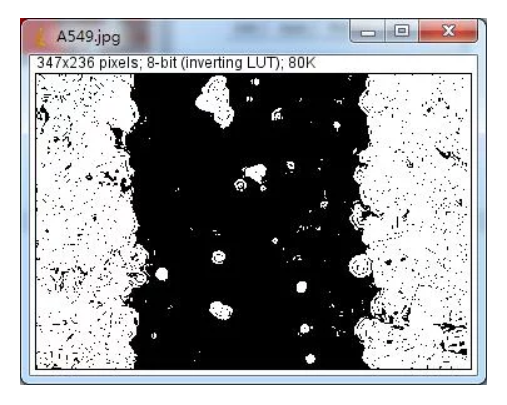 A549.jpg
347x236 pixels; 8-bit (inverting LUT); 80K